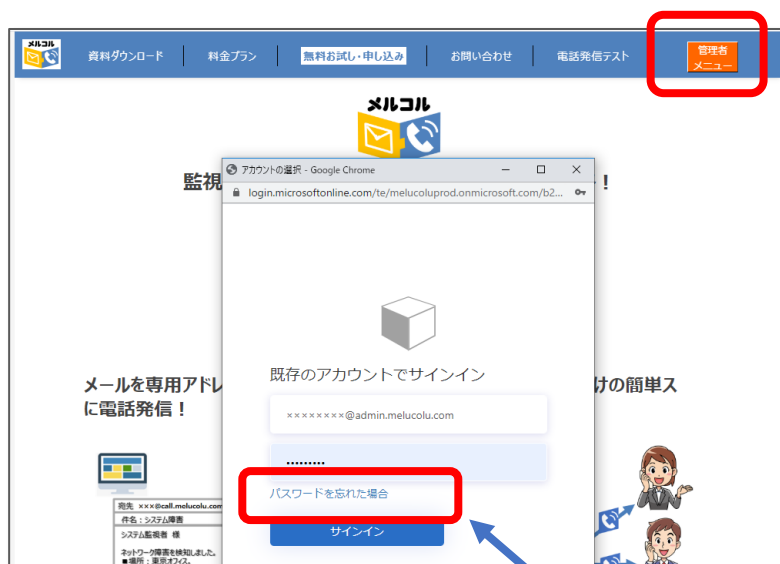 メルコル
資料ダウンロード
料金プラン
無料お試し・申し込み
お問い合わせ
電話発信テスト
管理者
メニュー
メルコル
監視
！
アカウントの選択 - Google Chrome
login.microsoftonline.com/te/melucoluprod.onmicrosoft.com/b2...
既存のアカウントでサインイン
××××××××@admin.melucolu.com
•••••••••
パスワードを忘れた場合
サインイン
メールを専用アドレ
けの簡単ス
に電話発信！
宛先 ×××@call.melucolu.com
件名：システム障害
システム監視者 様
ネットワーク障害を検知しました。
■場所：東京オフィス。